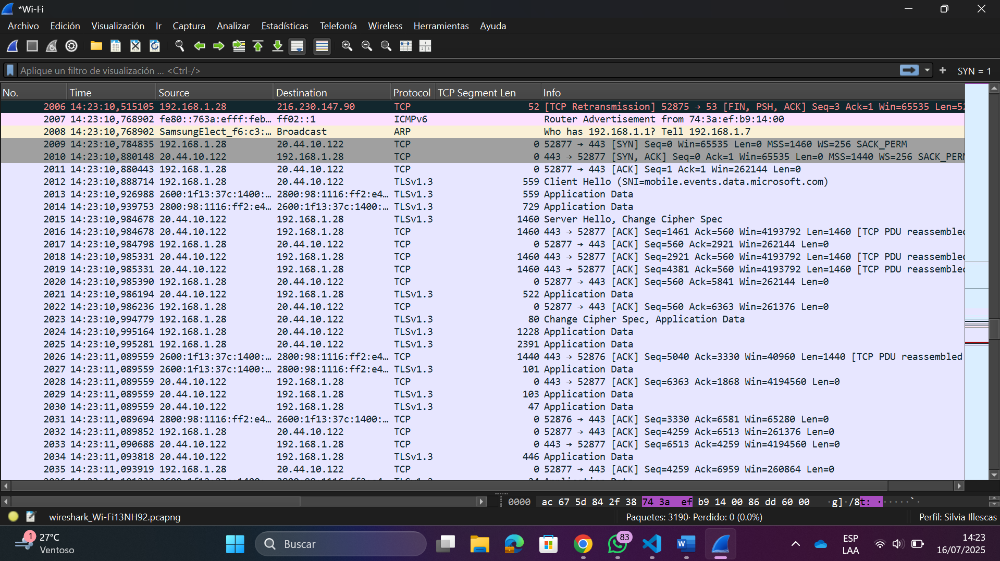 *Wi-Fi
Archivo Edición Visualización Ir Captura Analizar Estadísticas Telefonía Wireless Herramientas Ayuda
Aplique un filtro de visualización ... <Ctrl-/> + SYN = 1
No. Time Source Destination Protocol TCP Segment Len Info
2006 14:23:10,515105 192.168.1.28 216.230.147.90 TCP 52 [TCP Retransmission] 52875 → 53 [FIN, PSH, ACK] Seq=3 Ack=1 Win=65535 Len=52
2007 14:23:10,768902 fe80::763a:efff:feb… ff02::1 ICMPv6 Router Advertisement from 74:3a:ef:b9:14:00
2008 14:23:10,768902 SamsungElect_f6:c3:… Broadcast ARP Who has 192.168.1.1? Tell 192.168.1.7
2009 14:23:10,784835 192.168.1.28 20.44.10.122 TCP 0 52877 → 443 [SYN] Seq=0 Win=65535 Len=0 MSS=1460 WS=256 SACK_PERM
2010 14:23:10,880148 20.44.10.122 192.168.1.28 TCP 0 443 → 52877 [SYN, ACK] Seq=0 Ack=1 Win=65535 Len=0 MSS=1440 WS=256 SACK_PERM
2011 14:23:10,880443 192.168.1.28 20.44.10.122 TCP 0 52877 → 443 [ACK] Seq=1 Ack=1 Win=262144 Len=0
2012 14:23:10,888714 192.168.1.28 20.44.10.122 TLSv1.3 559 Client Hello (SNI=mobile.events.data.microsoft.com)
2013 14:23:10,926988 2600:1f13:37c:1400:… 2800:98:1116:ff2:e4… TLSv1.3 559 Application Data
2014 14:23:10,939753 2800:98:1116:ff2:e4… 2600:1f13:37c:1400:… TLSv1.3 729 Application Data
2015 14:23:10,984678 20.44.10.122 192.168.1.28 TLSv1.3 1460 Server Hello, Change Cipher Spec
2016 14:23:10,984678 20.44.10.122 192.168.1.28 TCP 1460 443 → 52877 [ACK] Seq=1461 Ack=560 Win=4193792 Len=1460 [TCP PDU reassembled
2017 14:23:10,984798 192.168.1.28 20.44.10.122 TCP 0 52877 → 443 [ACK] Seq=560 Ack=2921 Win=262144 Len=0
2018 14:23:10,985331 20.44.10.122 192.168.1.28 TCP 1460 443 → 52877 [ACK] Seq=2921 Ack=560 Win=4193792 Len=1460 [TCP PDU reassembled
2019 14:23:10,985331 20.44.10.122 192.168.1.28 TCP 1460 443 → 52877 [ACK] Seq=4381 Ack=560 Win=4193792 Len=1460 [TCP PDU reassembled
2020 14:23:10,985390 192.168.1.28 20.44.10.122 TCP 0 52877 → 443 [ACK] Seq=560 Ack=5841 Win=262144 Len=0
2021 14:23:10,986194 20.44.10.122 192.168.1.28 TLSv1.3 522 Application Data
2022 14:23:10,986236 192.168.1.28 20.44.10.122 TCP 0 52877 → 443 [ACK] Seq=560 Ack=6363 Win=261376 Len=0
2023 14:23:10,994779 192.168.1.28 20.44.10.122 TLSv1.3 80 Change Cipher Spec, Application Data
2024 14:23:10,995164 192.168.1.28 20.44.10.122 TLSv1.3 1228 Application Data
2025 14:23:10,995281 192.168.1.28 20.44.10.122 TLSv1.3 2391 Application Data
2026 14:23:11,089559 2600:1f13:37c:1400:… 2800:98:1116:ff2:e4… TCP 1440 443 → 52876 [ACK] Seq=5040 Ack=3330 Win=40960 Len=1440 [TCP PDU reassembled
2027 14:23:11,089559 2600:1f13:37c:1400:… 2800:98:1116:ff2:e4… TLSv1.3 101 Application Data
2028 14:23:11,089559 20.44.10.122 192.168.1.28 TCP 0 443 → 52877 [ACK] Seq=6363 Ack=1868 Win=4194560 Len=0
2029 14:23:11,089559 20.44.10.122 192.168.1.28 TLSv1.3 103 Application Data
2030 14:23:11,089559 20.44.10.122 192.168.1.28 TLSv1.3 47 Application Data
2031 14:23:11,089694 2800:98:1116:ff2:e4… 2600:1f13:37c:1400:… TCP 0 52876 → 443 [ACK] Seq=3330 Ack=6581 Win=65280 Len=0
2032 14:23:11,089852 192.168.1.28 20.44.10.122 TCP 0 52877 → 443 [ACK] Seq=4259 Ack=6513 Win=261376 Len=0
2033 14:23:11,090688 20.44.10.122 192.168.1.28 TCP 0 443 → 52877 [ACK] Seq=6513 Ack=4259 Win=4194560 Len=0
2034 14:23:11,093818 20.44.10.122 192.168.1.28 TLSv1.3 446 Application Data
2035 14:23:11,093919 192.168.1.28 20.44.10.122 TCP 0 52877 → 443 [ACK] Seq=4259 Ack=6959 Win=260864 Len=0
0000 ac 67 5d 84 2f 38 74 3a ef b9 14 00 86 dd 60 00 ·g]·/8t: ······`·
wireshark_Wi-Fi13NH92.pcapng Paquetes: 3190· Perdido: 0 (0.0%) Perfil: Silvia Illescas
1 27°C
Ventoso
Buscar
83
ESP
LAA
14:23
16/07/2025